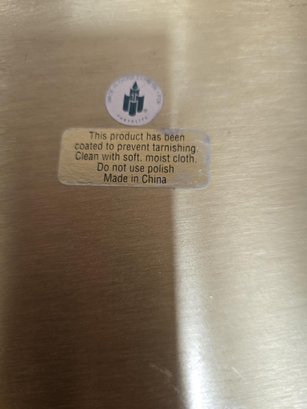 PARTYLITE
This product has been
coated to prevent tarnishing.
Clean with soft, moist cloth.
Do not use polish
Made in China